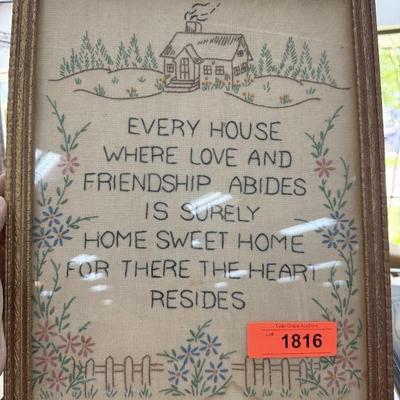 EVERY HOUSE
WHERE LOVE AND
FRIENDSHIP ABIDES
IS SURELY
HOME SWEET HOME
FOR THERE THE HEART
RESIDES
LOT
1816